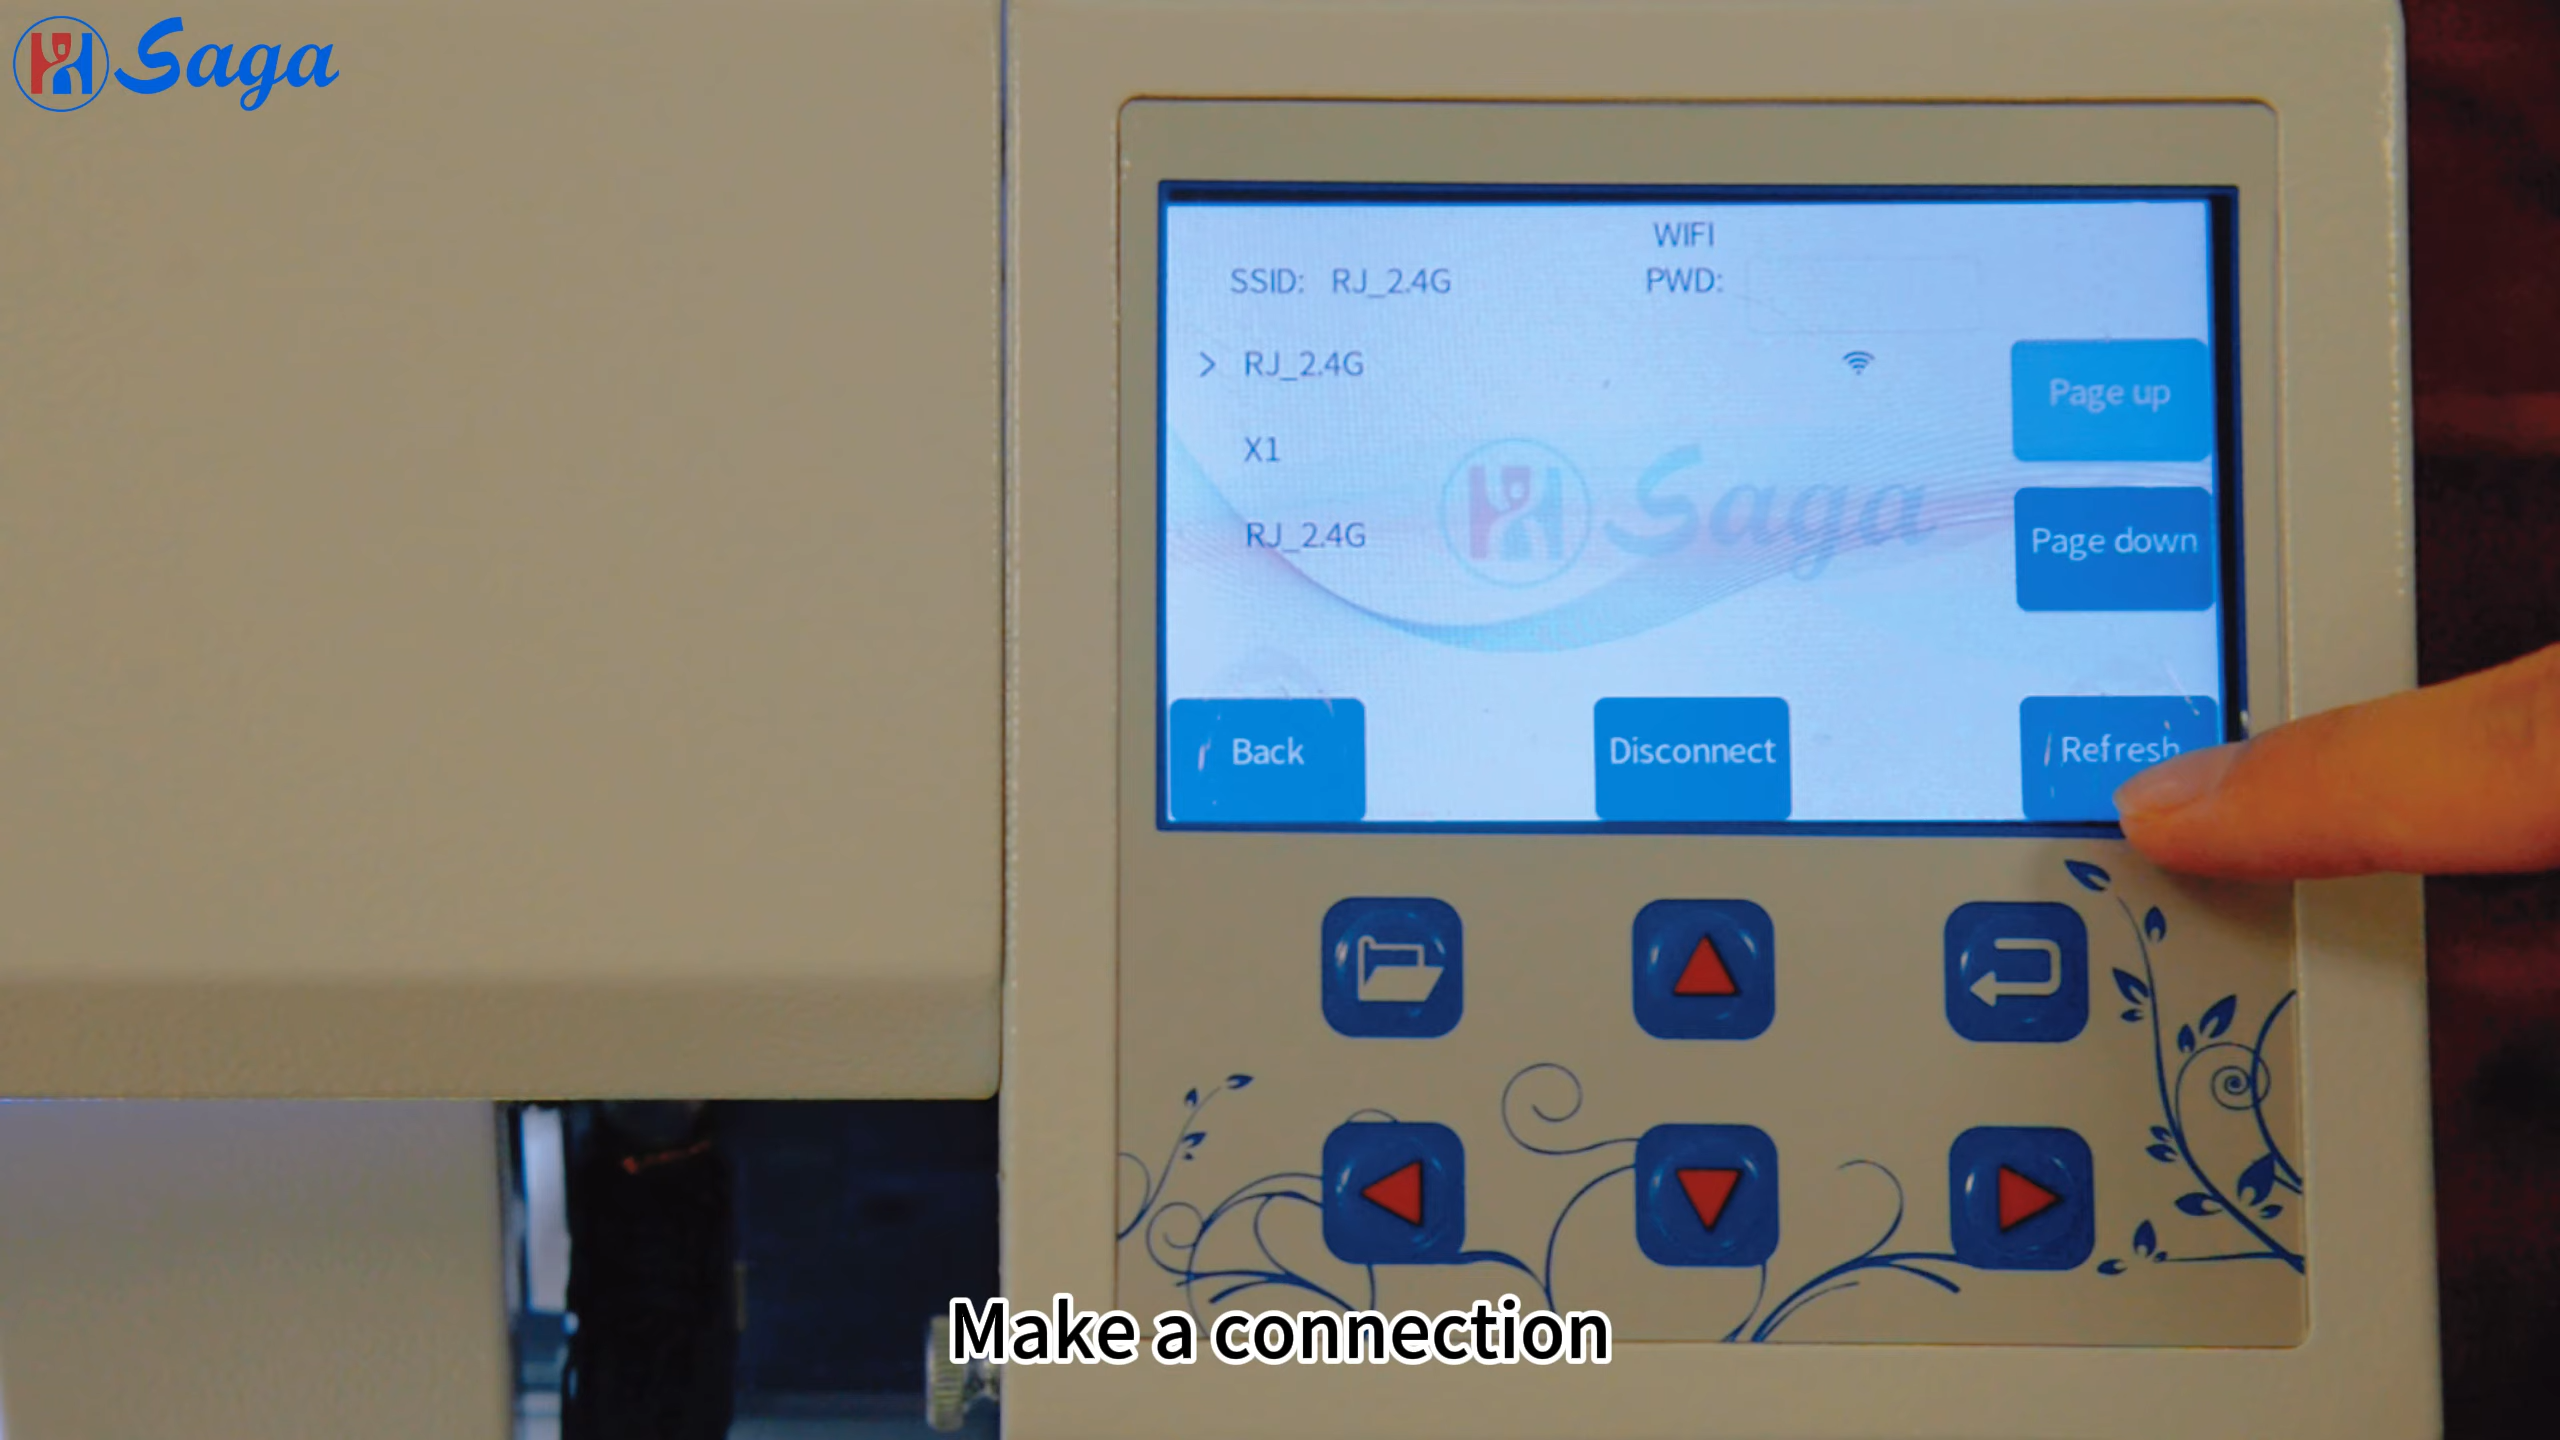 Saga
WIFI
SSID: RJ_2.4G PWD:
> RJ_2.4G
Page up
X1
Saga
RJ_2.4G
Page down
Back
Disconnect
Refresh
Make a connection